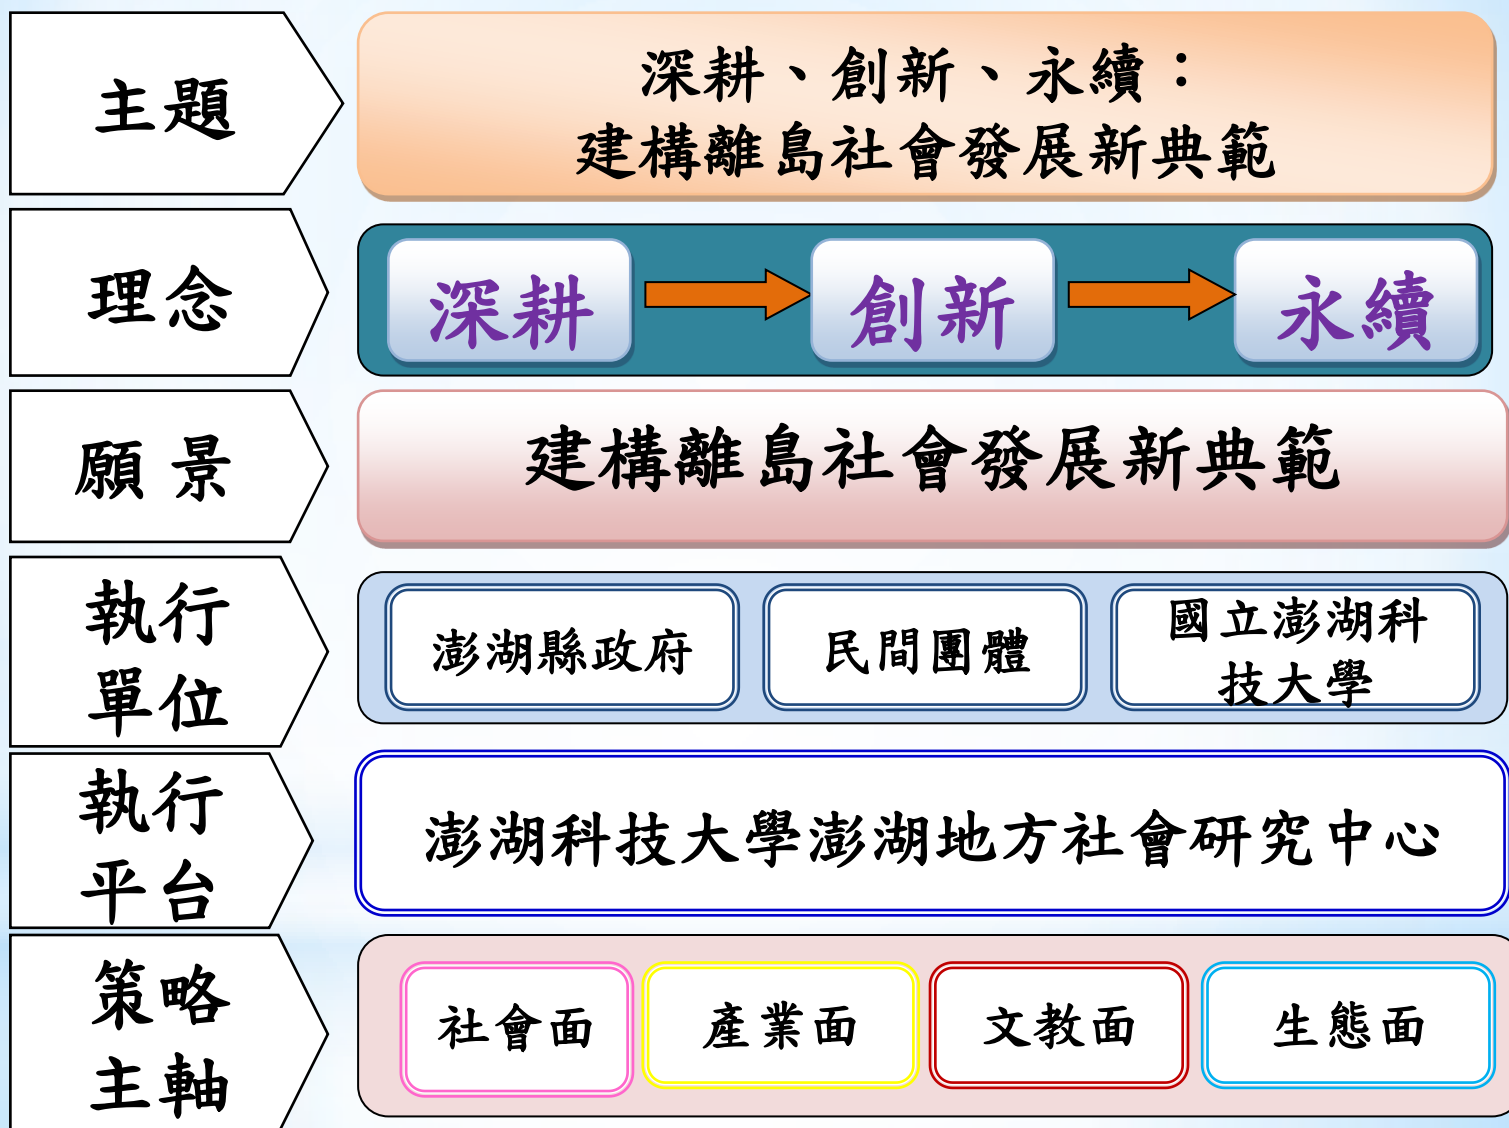 主題
深耕、創新、永續：
建構離島社會發展新典範
理念
深耕
創新
永續
願景
建構離島社會發展新典範
執行
單位
澎湖縣政府
民間團體
國立澎湖科
技大學
執行
平台
澎湖科技大學澎湖地方社會研究中心
策略
主軸
社會面
產業面
文教面
生態面